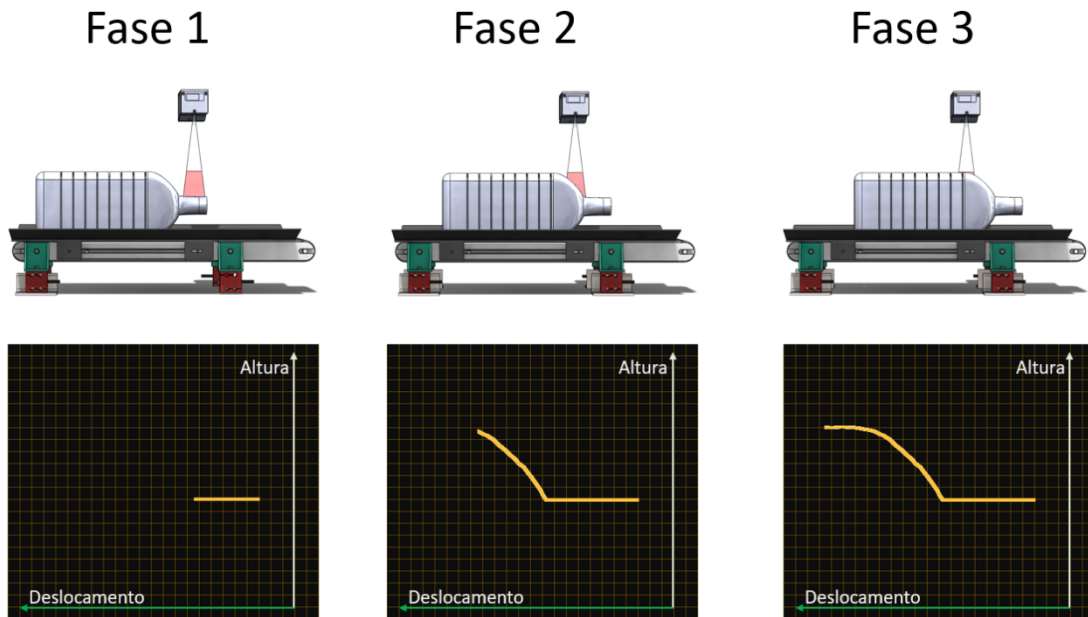 Fase 1
Fase 2
Fase 3
Altura
Altura
Altura
Deslocamento
Deslocamento
Deslocamento